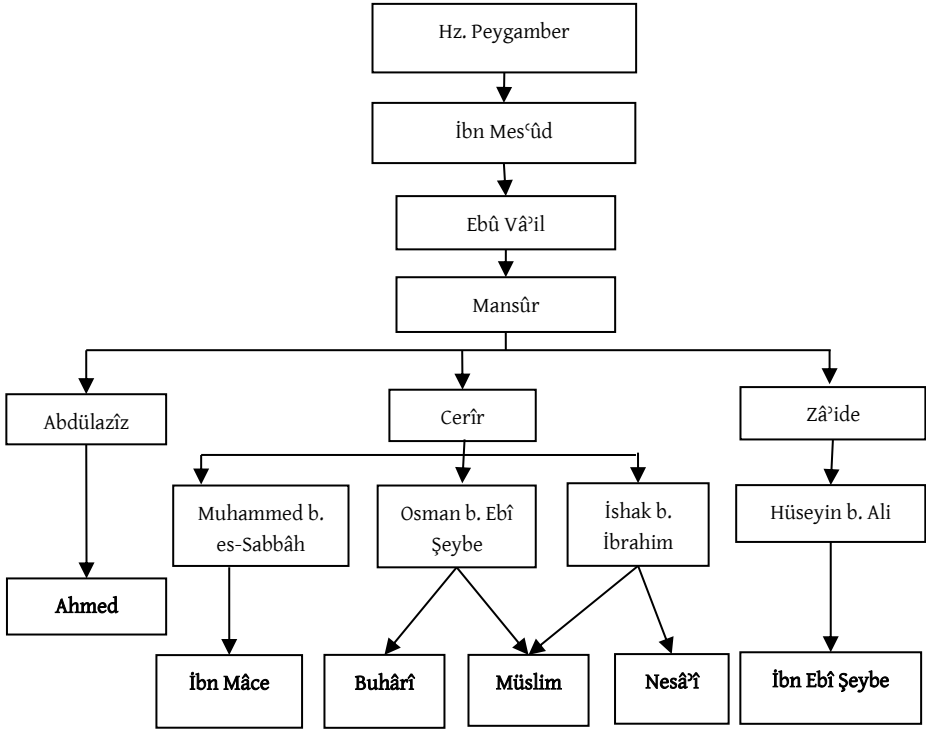 Hz. Peygamber
İbn Mesʿûd
Ebû Vâʾil
Mansûr
Abdülazîz
Cerîr
Zâʾide
Muhammed b.
es-Sabbâh
Osman b. Ebî
Şeybe
İshak b.
İbrahim
Hüseyin b. Ali
Ahmed
İbn Mâce
Buhârî
Müslim
Nesâʾî
İbn Ebî Şeybe